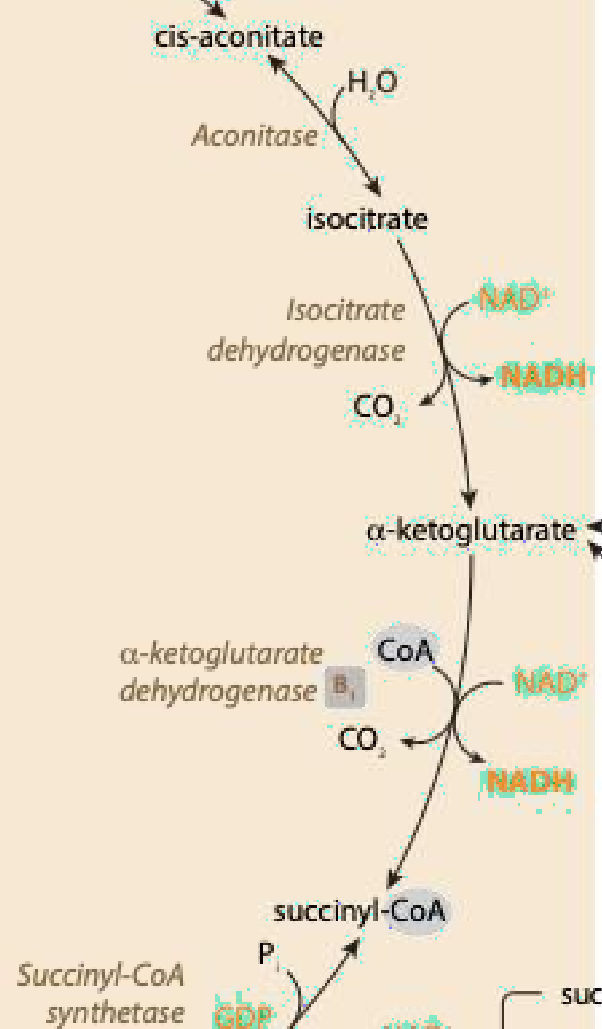 cis-aconitate
H₂O
Aconitase
isocitrate
NAD⁺
Isocitrate
dehydrogenase
NADH
CO₂
α-ketoglutarate
CoA
α-ketoglutarate
dehydrogenase B₁
NAD⁺
CO₂
NADH
succinyl-CoA
Pᵢ
Succinyl-CoA
synthetase
GDP
suc